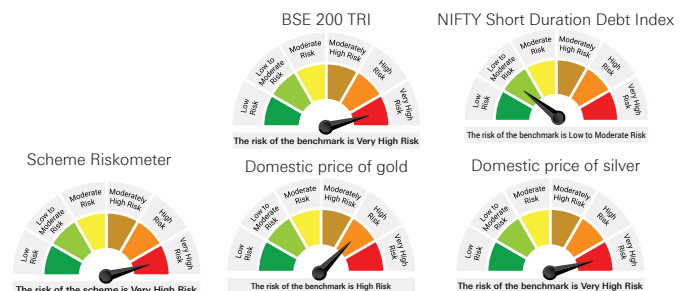 BSE 200 TRI
Low Risk
Low to Moderate Risk
Moderate Risk
Moderately High Risk
High Risk
Very High Risk
The risk of the benchmark is Very High Risk
NIFTY Short Duration Debt Index
Low Risk
Low to Moderate Risk
Moderate Risk
Moderately High Risk
High Risk
Very High Risk
The risk of the benchmark is Low to Moderate Risk
Scheme Riskometer
Low Risk
Low to Moderate Risk
Moderate Risk
Moderately High Risk
High Risk
Very High Risk
The risk of the scheme is Very High Risk
Domestic price of gold
Low Risk
Low to Moderate Risk
Moderate Risk
Moderately High Risk
High Risk
Very High Risk
The risk of the benchmark is High Risk
Domestic price of silver
Low Risk
Low to Moderate Risk
Moderate Risk
Moderately High Risk
High Risk
Very High Risk
The risk of the benchmark is Very High Risk